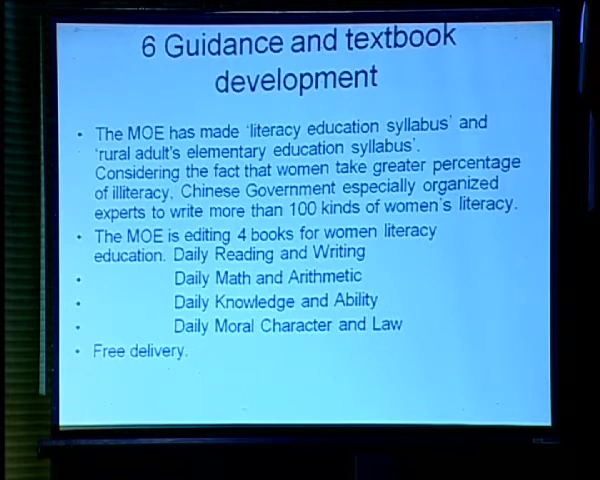 6 Guidance and textbook
development
• The MOE has made 'literacy education syllabus' and
'rural adult's elementary education syllabus'.
Considering the fact that women take greater percentage
of illiteracy, Chinese Government especially organized
experts to write more than 100 kinds of women's literacy.
• The MOE is editing 4 books for women literacy
education. Daily Reading and Writing
• Daily Math and Arithmetic
• Daily Knowledge and Ability
• Daily Moral Character and Law
• Free delivery.